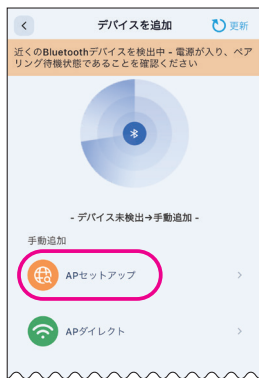 デバイスを追加
更新
近くのBluetoothデバイスを検出中 - 電源が入り、ペア
リング待機状態であることを確認ください
- デバイス未検出→手動追加 -
手動追加
APセットアップ
APダイレクト